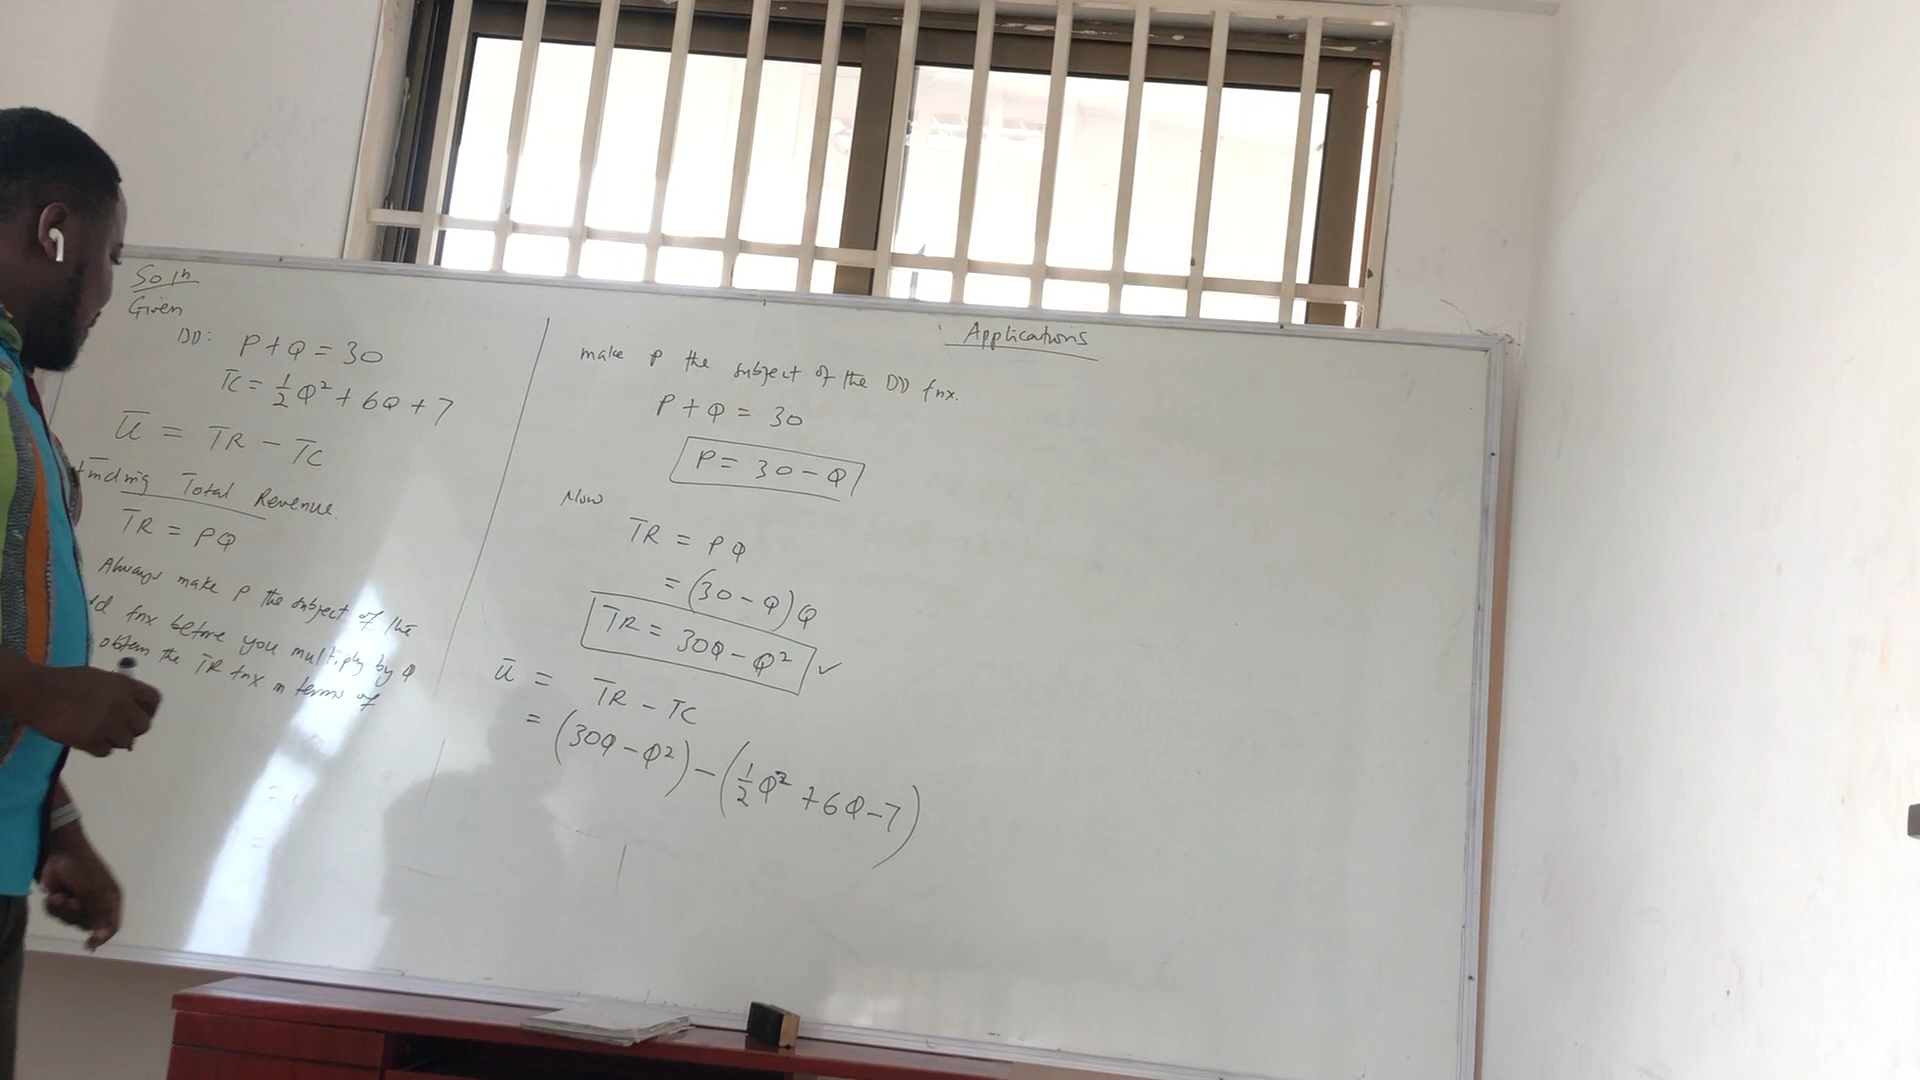 Soln
Given
DD: P + Q = 30
TC = 1/2 Q² + 6Q + 7
π = TR - TC
Finding Total Revenue.
TR = PQ
Always make P the subject of the
dd fnx before you multiply by Q
obtain the TR fnx in terms of
Applications
make P the subject of the DD fnx.
P + Q = 30
P = 30 - Q
Now
TR = PQ
= (30 - Q)Q
TR = 30Q - Q² ✓
π = TR - TC
= (30Q - Q²) - (1/2 Q² + 6Q - 7)